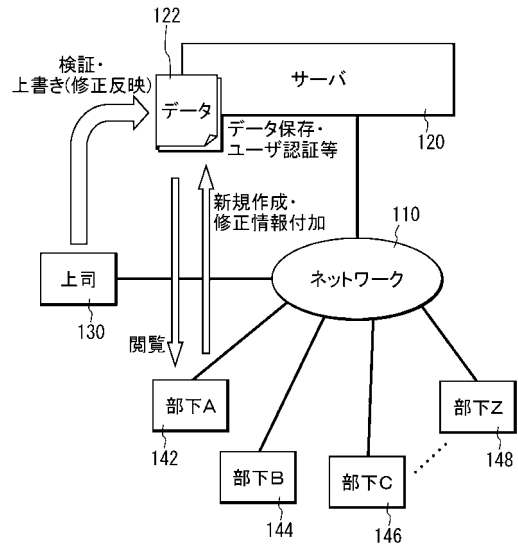 122
検証・
上書き(修正反映)
データ
サーバ
120
データ保存・
ユーザ認証等
新規作成・
修正情報付加
110
ネットワーク
上司
130
閲覧
部下A
142
部下B
144
部下C
146
部下Z
148